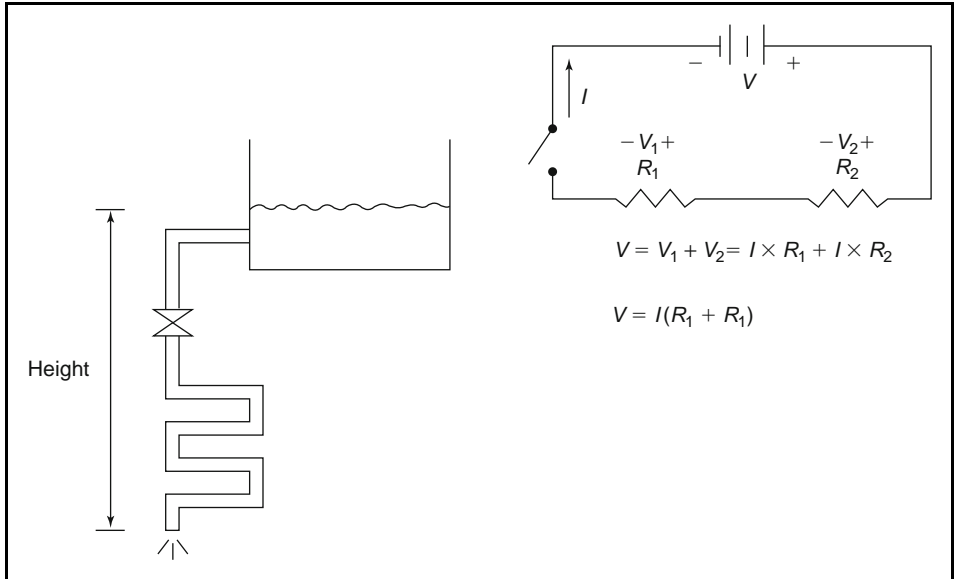 Height
− V +
I
− V₁ +
R₁
− V₂ +
R₂
V = V₁ + V₂ = I × R₁ + I × R₂
V = I(R₁ + R₁)